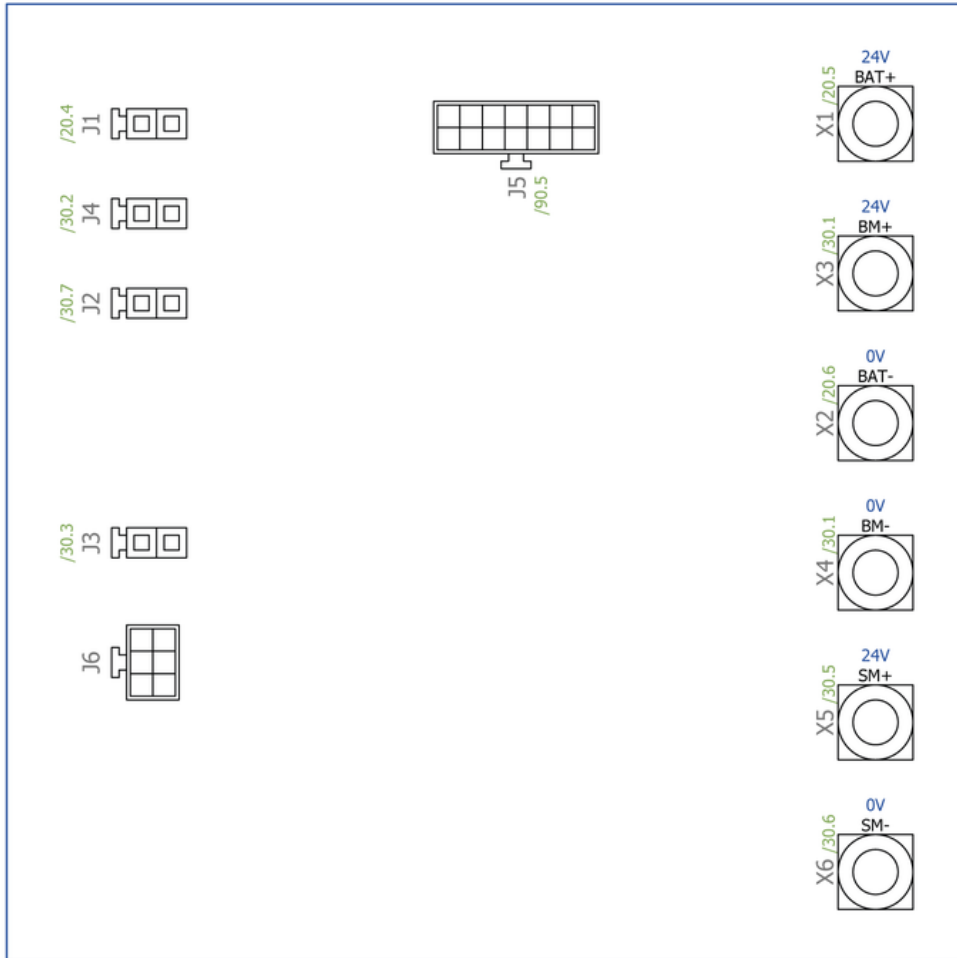 /20.4
J1
/30.2
J4
/30.7
J2
/30.3
J3
J6
J5
/90.5
24V
BAT+
X1
/20.5
24V
BM+
X3
/30.1
0V
BAT-
X2
/20.6
0V
BM-
X4
/30.1
24V
SM+
X5
/30.5
0V
SM-
X6
/30.6